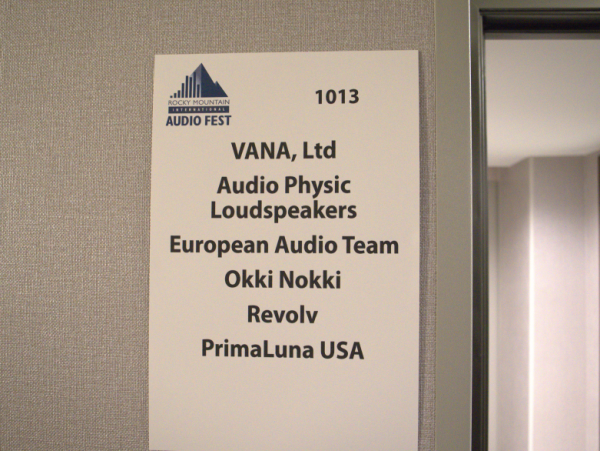 ROCKY MOUNTAIN
INTERNATIONAL
AUDIO FEST
1013
VANA, Ltd
Audio Physic
Loudspeakers
European Audio Team
Okki Nokki
Revolv
PrimaLuna USA